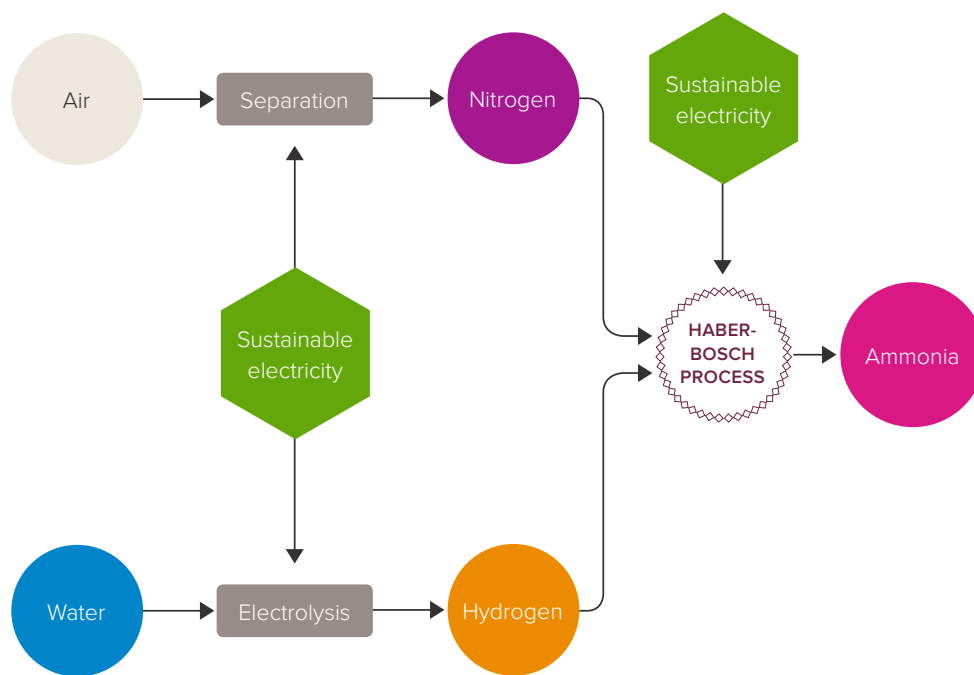 Air
Separation
Nitrogen
Sustainable
electricity
Sustainable
electricity
HABER-
BOSCH
PROCESS
Ammonia
Water
Electrolysis
Hydrogen